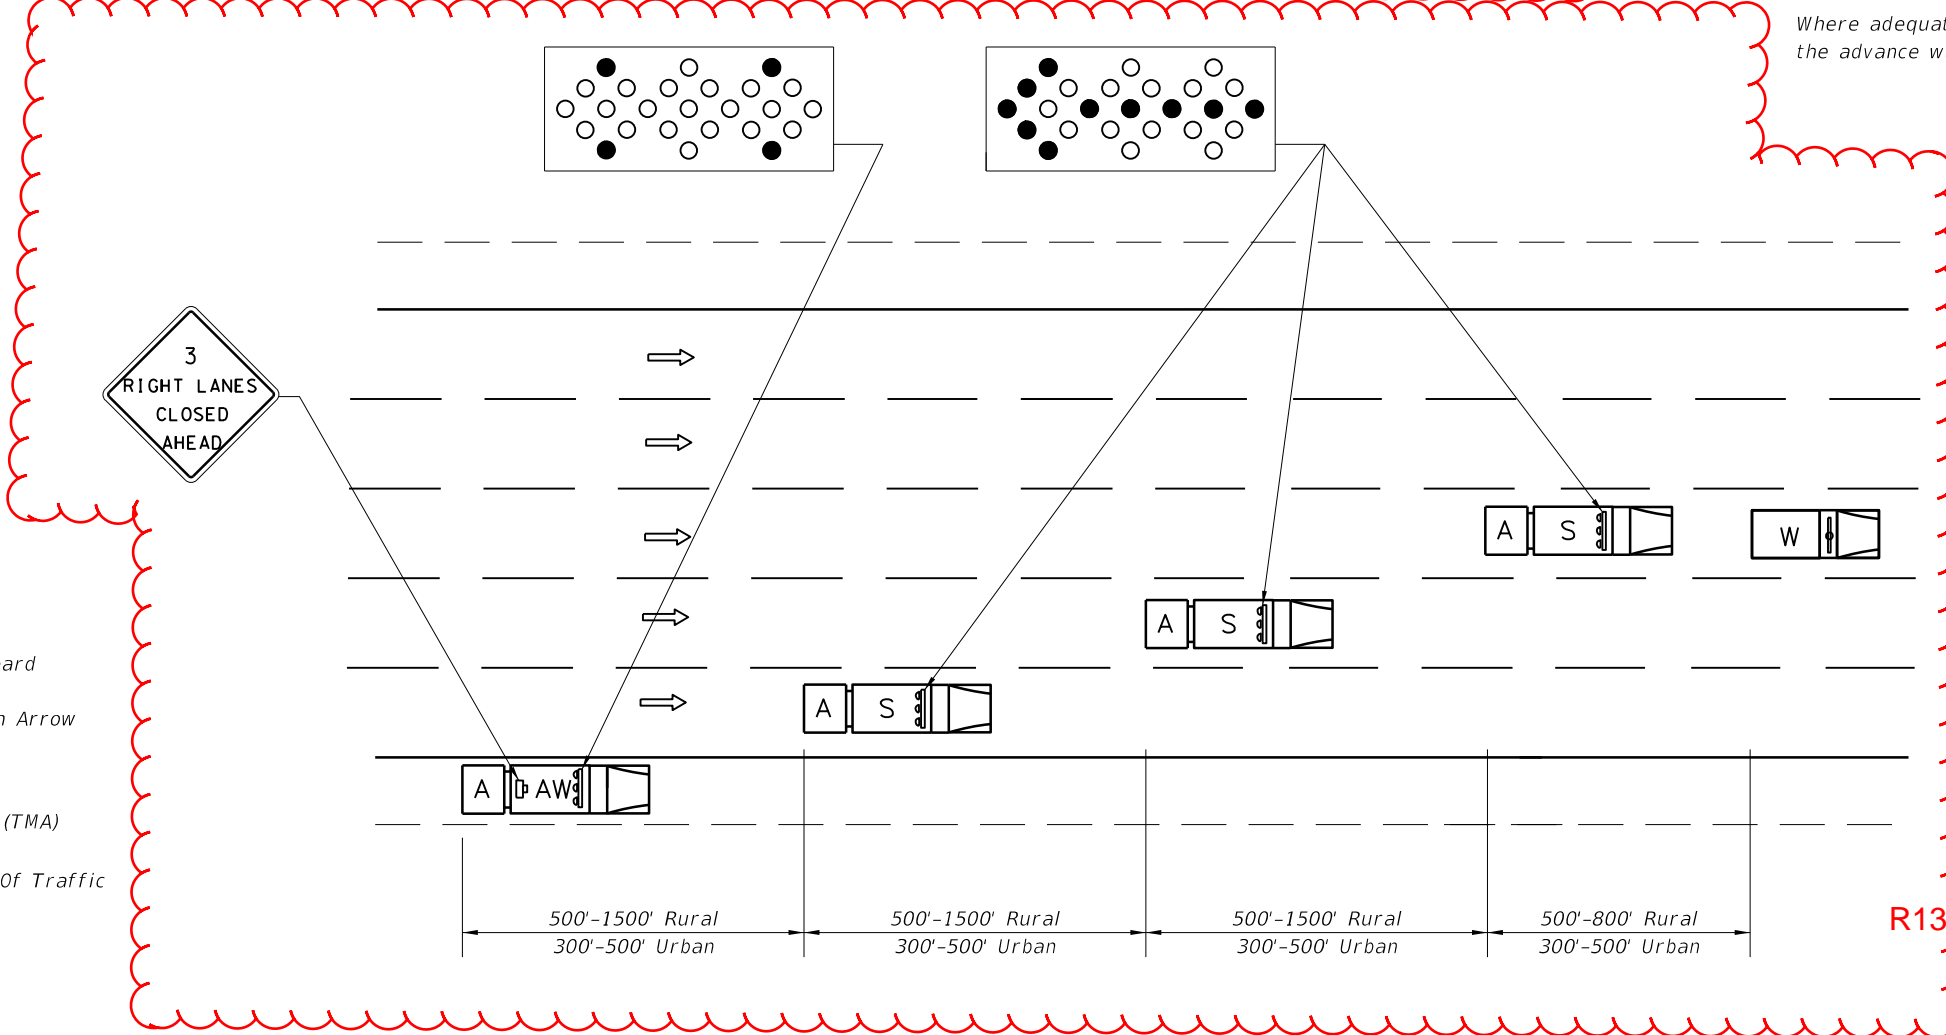 Where adequat
the advance w
3
RIGHT LANES
CLOSED
AHEAD
A S
W
A S
A S
A AW
ard
n Arrow
(TMA)
Of Traffic
500'-1500' Rural
300'-500' Urban
500'-1500' Rural
300'-500' Urban
500'-1500' Rural
300'-500' Urban
500'-800' Rural
300'-500' Urban
R13